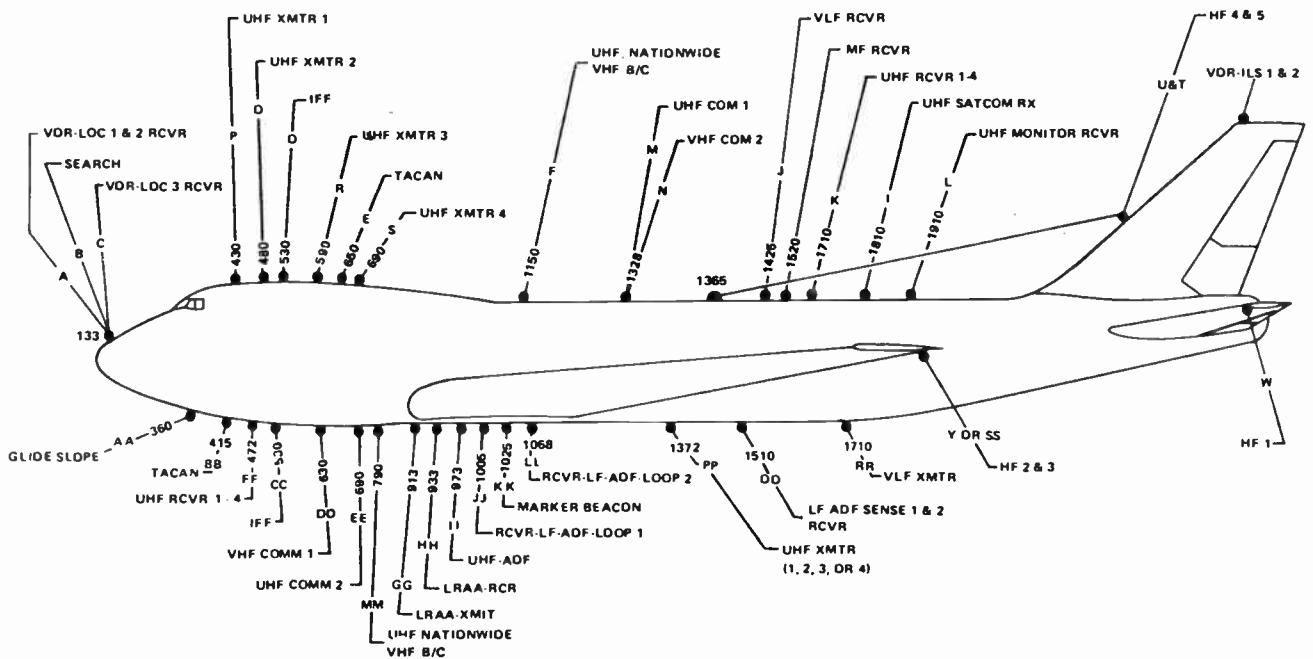 UHF XMTR 1
UHF XMTR 2
IFF
UHF XMTR 3
TACAN
UHF XMTR 4
UHF, NATIONWIDE
VHF B/C
UHF COM 1
VHF COM 2
VLF RCVR
MF RCVR
UHF RCVR 1-4
UHF SATCOM RX
UHF MONITOR RCVR
HF 4 & 5
VOR-ILS 1 & 2
VOR-LOC 1 & 2 RCVR
SEARCH
VOR-LOC 3 RCVR
A
B
C
P
D
D
R
E
S
F
M
N
J
K
I
L
U&T
133
430
480
530
590
650
690
1150
1328
1365
1425
1520
1710
1810
1910
AA
360
415
BB
472
FF
530
CC
630
DD
690
EE
790
MM
913
GG
933
HH
973
II
1005
JJ
1025
KK
1068
LL
1372
PP
1510
OO
1710
RR
Y OR SS
W
GLIDE SLOPE
TACAN
UHF RCVR 1-4
IFF
VHF COMM 1
UHF COMM 2
UHF NATIONWIDE
VHF B/C
LRAA-XMIT
LRAA-RCR
UHF-ADF
RCVR-LF-ADF-LOOP 1
MARKER BEACON
RCVR-LF-ADF-LOOP 2
UHF XMTR
(1, 2, 3, OR 4)
LF ADF SENSE 1 & 2
RCVR
VLF XMTR
HF 2 & 3
HF 1